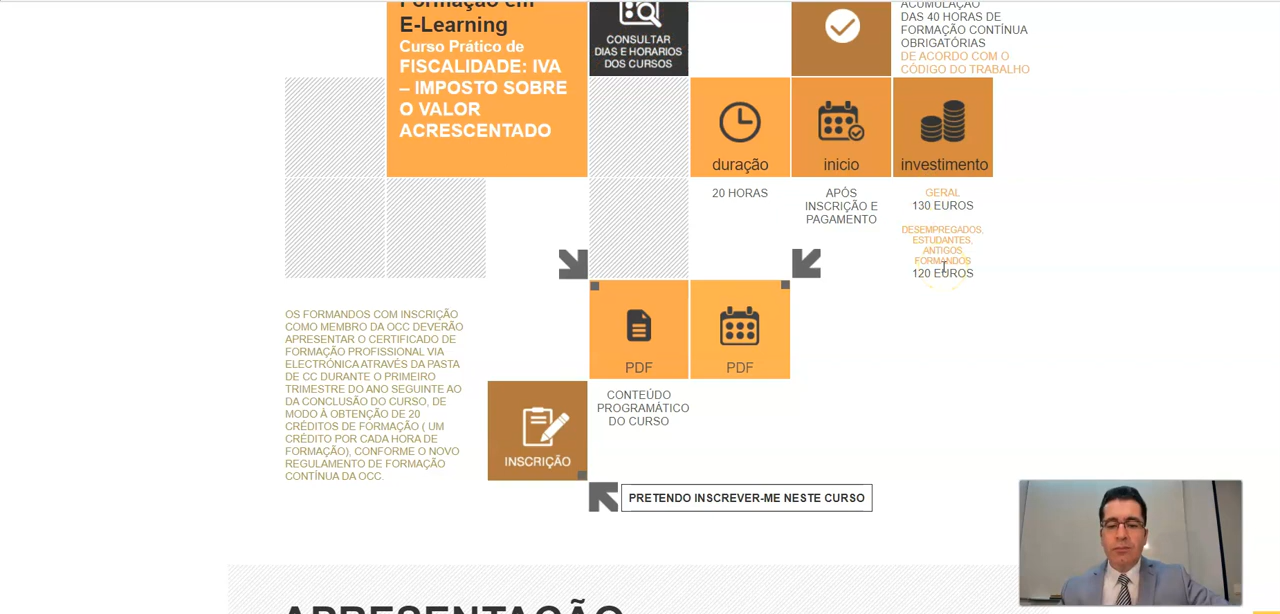 Formação em
E-Learning
Curso Prático de
FISCALIDADE: IVA
– IMPOSTO SOBRE
O VALOR
ACRESCENTADO
CONSULTAR
DIAS E HORARIOS
DOS CURSOS
ACUMULAÇÃO
DAS 40 HORAS DE
FORMAÇÃO CONTÍNUA
OBRIGATÓRIAS
DE ACORDO COM O
CÓDIGO DO TRABALHO
duração
20 HORAS
inicio
APÓS
INSCRIÇÃO E
PAGAMENTO
investimento
GERAL
130 EUROS
DESEMPREGADOS,
ESTUDANTES,
ANTIGOS
FORMANDOS
120 EUROS
OS FORMANDOS COM INSCRIÇÃO
COMO MEMBRO DA OCC DEVERÃO
APRESENTAR O CERTIFICADO DE
FORMAÇÃO PROFISSIONAL VIA
ELECTRÓNICA ATRAVÉS DA PASTA
DE CC DURANTE O PRIMEIRO
TRIMESTRE DO ANO SEGUINTE AO
DA CONCLUSÃO DO CURSO, DE
MODO À OBTENÇÃO DE 20
CRÉDITOS DE FORMAÇÃO ( UM
CRÉDITO POR CADA HORA DE
FORMAÇÃO), CONFORME O NOVO
REGULAMENTO DE FORMAÇÃO
CONTÍNUA DA OCC.
PDF
PDF
CONTEÚDO
PROGRAMÁTICO
DO CURSO
INSCRIÇÃO
PRETENDO INSCREVER-ME NESTE CURSO
APRESENTAÇÃO